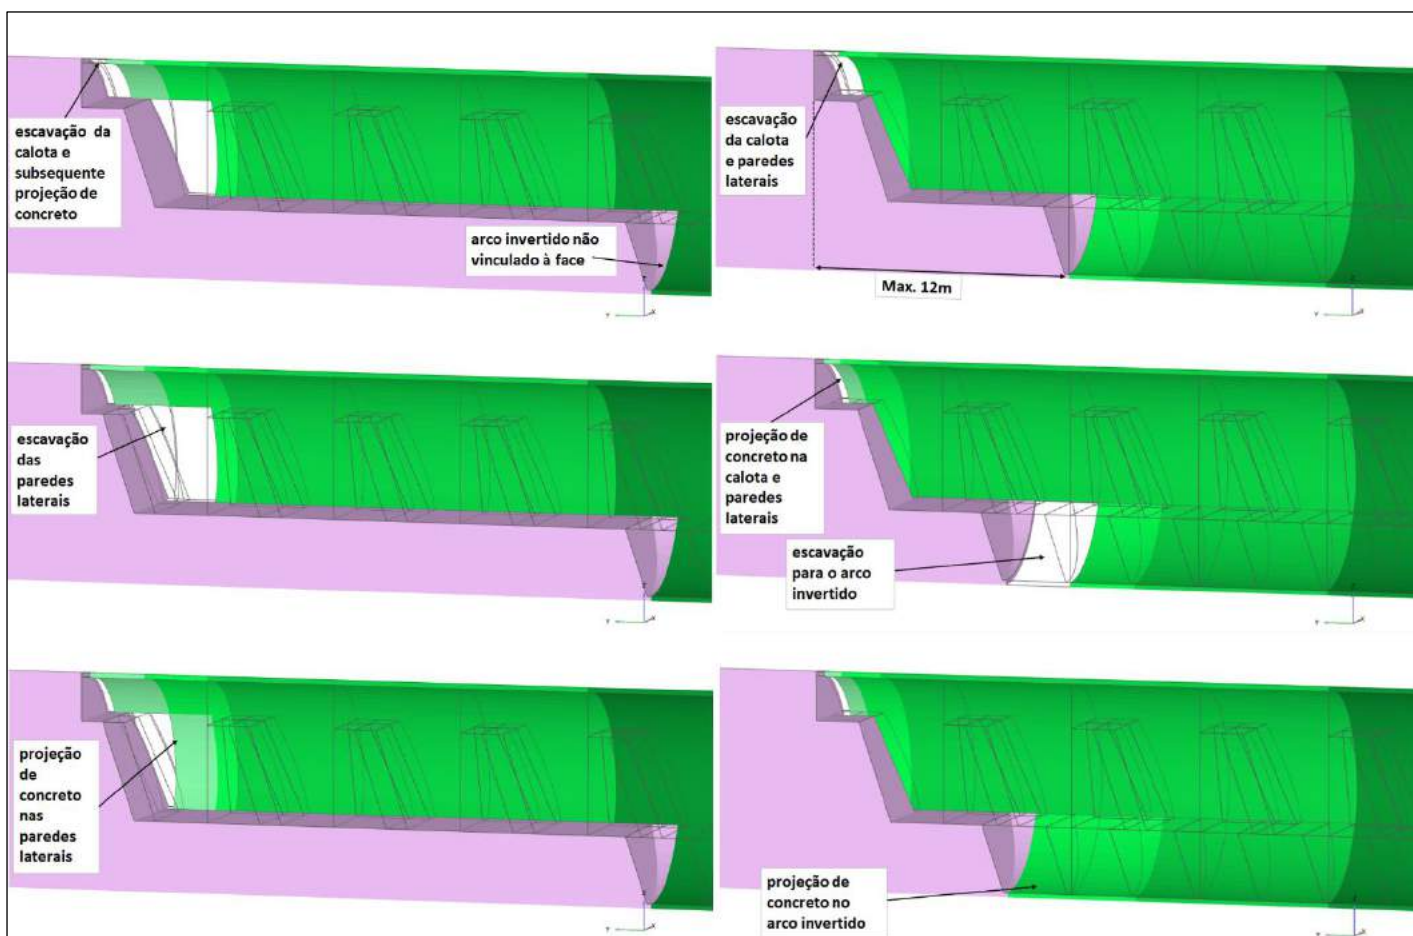 escavação da
calota e
subsequente
projeção de
concreto
arco invertido não
vinculado à face
escavação
das
paredes
laterais
projeção
de
concreto
nas
paredes
laterais
escavação
da calota
e paredes
laterais
Max. 12m
projeção de
concreto na
calota e
paredes
laterais
escavação
para o arco
invertido
projeção de
concreto no
arco invertido